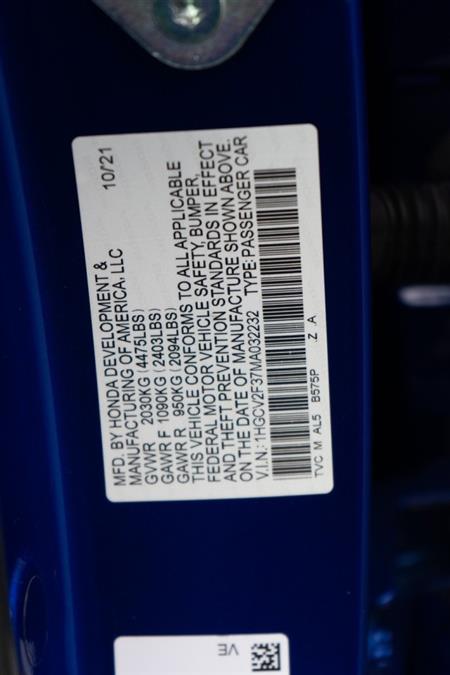 MFD. BY HONDA DEVELOPMENT & 10/21
MANUFACTURING OF AMERICA, LLC
GVWR 2030KG (4475LBS)
GAWR F 1090KG (2403LBS)
GAWR R 950KG (2094LBS)
THIS VEHICLE CONFORMS TO ALL APPLICABLE
FEDERAL MOTOR VEHICLE SAFETY, BUMPER,
AND THEFT PREVENTION STANDARDS IN EFFECT
ON THE DATE OF MANUFACTURE SHOWN ABOVE.
V.I.N.: 1HGCV2F37MA032232 TYPE: PASSENGER CAR
TVC M AL5 B575P Z A
VE